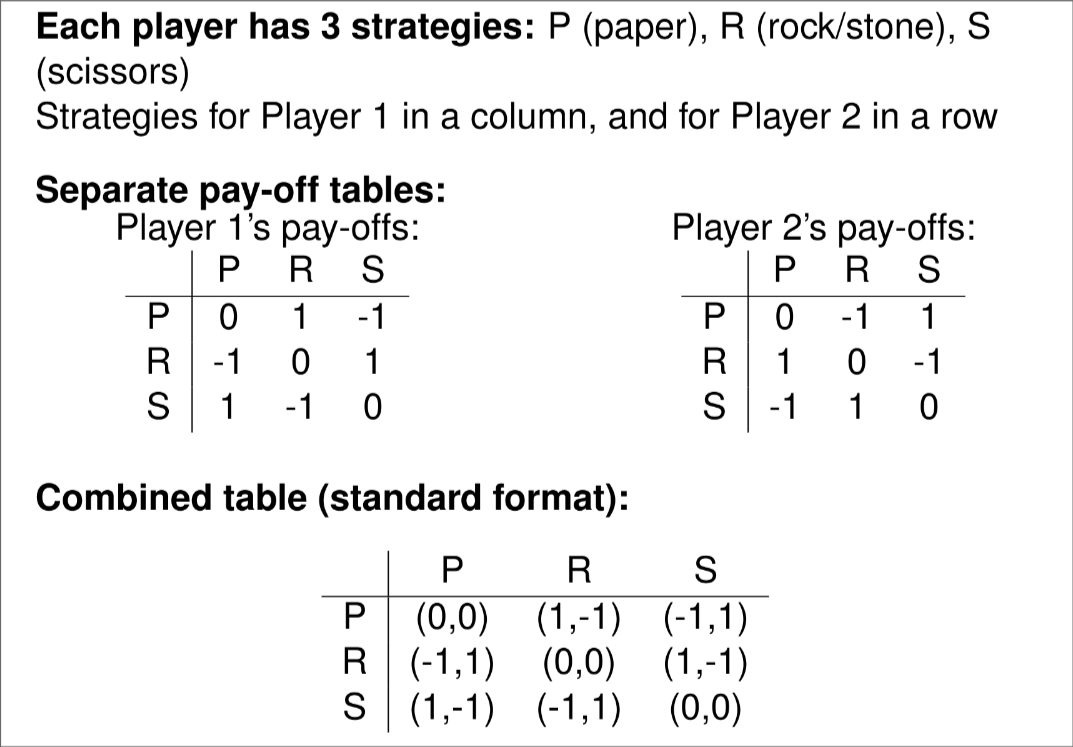 Each player has 3 strategies: P (paper), R (rock/stone), S
(scissors)
Strategies for Player 1 in a column, and for Player 2 in a row
Separate pay-off tables:
Player 1's pay-offs:
P R S
P 0 1 -1
R -1 0 1
S 1 -1 0
Player 2's pay-offs:
P R S
P 0 -1 1
R 1 0 -1
S -1 1 0
Combined table (standard format):
P R S
P (0,0) (1,-1) (-1,1)
R (-1,1) (0,0) (1,-1)
S (1,-1) (-1,1) (0,0)